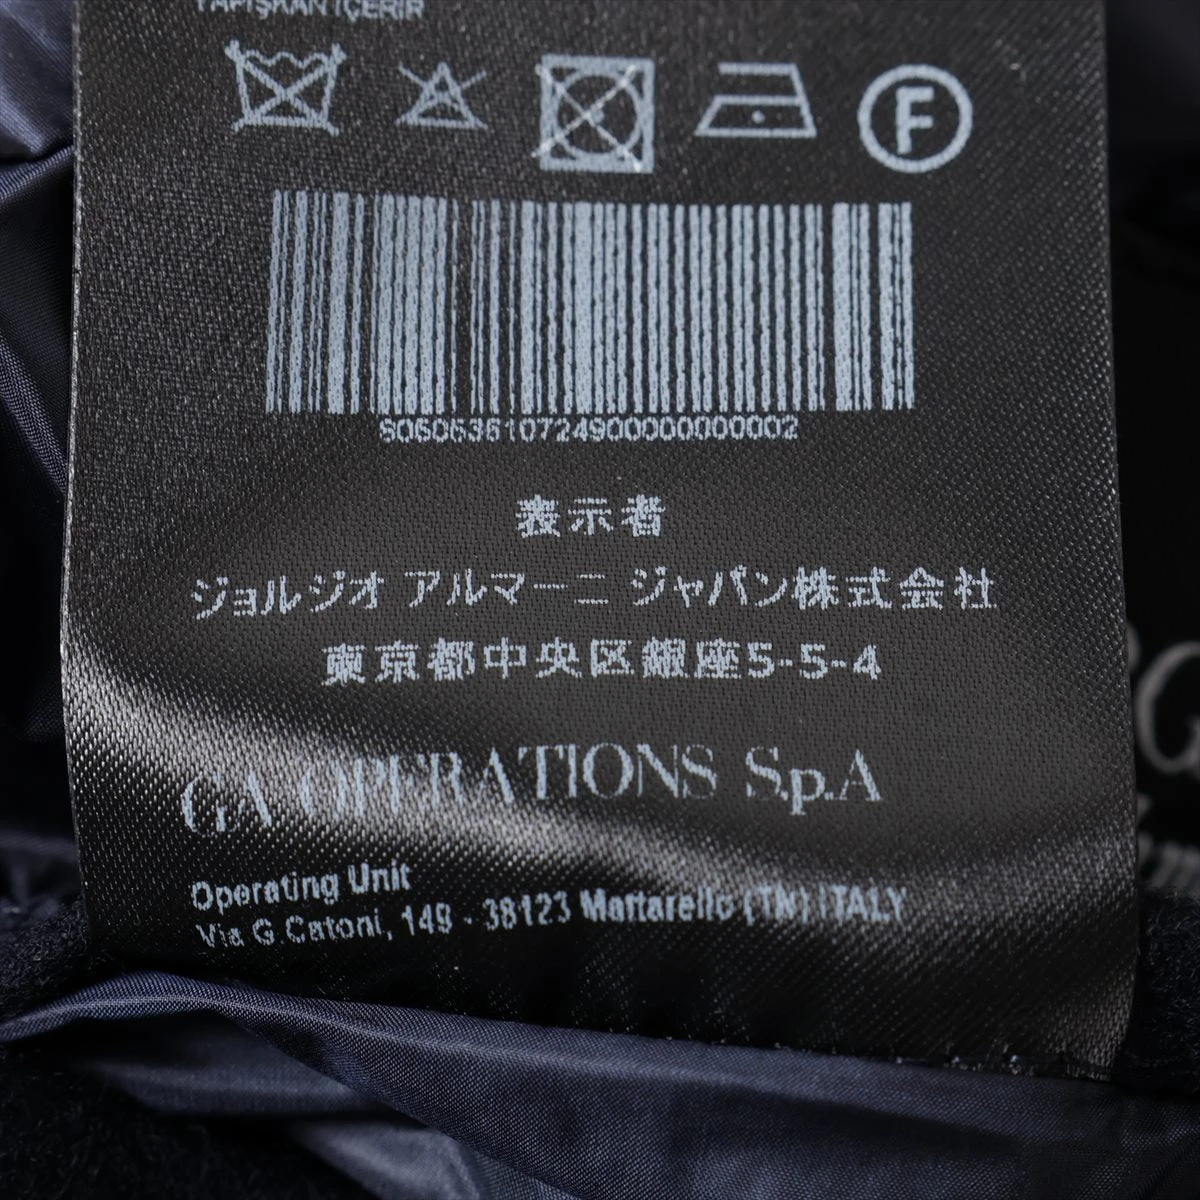 YAPIŞKAN İÇERİR
F
6050636107249000000000002
表示者
ジョルジオ アルマーニ ジャパン株式会社
東京都中央区銀座5-5-4
GA OPERATIONS S.p.A
Operating Unit
Via G.Catoni, 149 - 38123 Mattarello (TN) ITALY